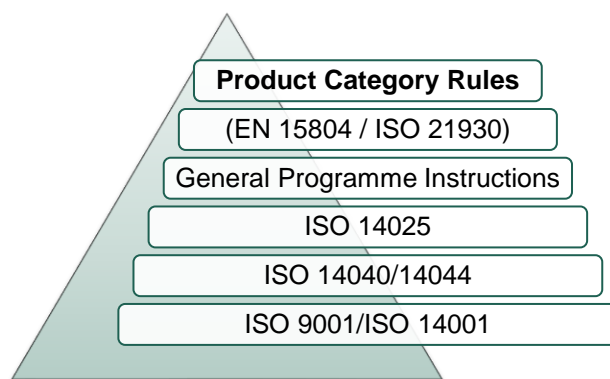 Product Category Rules
(EN 15804 / ISO 21930)
General Programme Instructions
ISO 14025
ISO 14040/14044
ISO 9001/ISO 14001